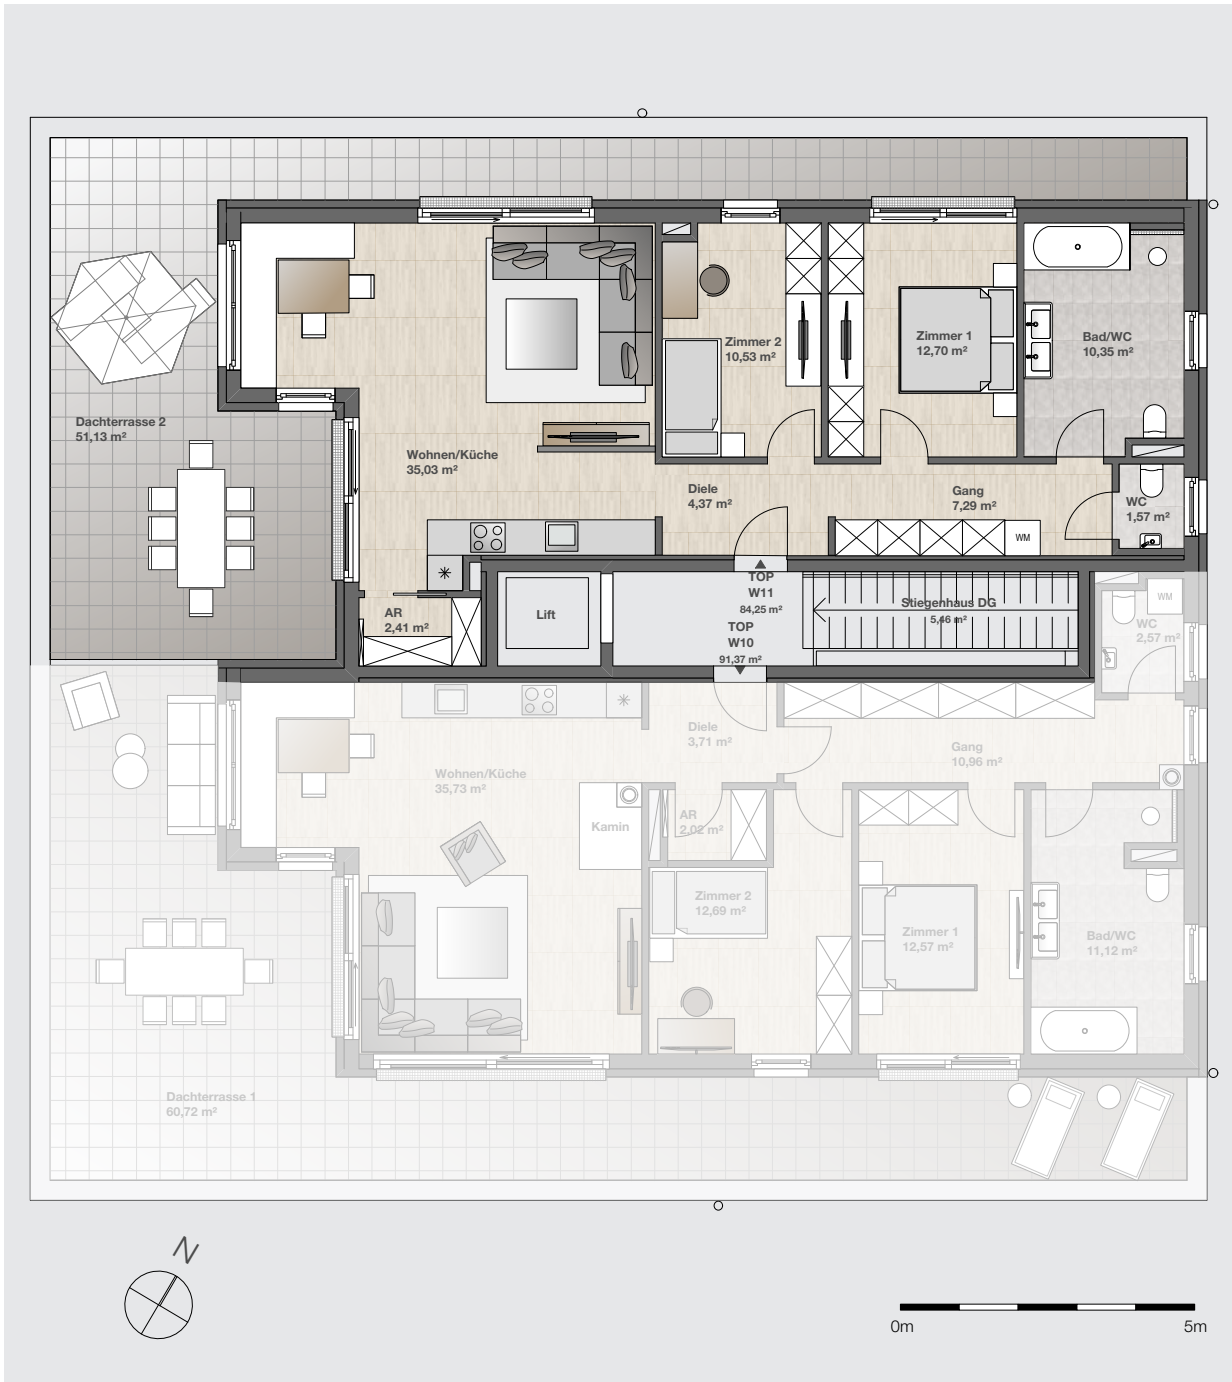 Zimmer 2
10,53 m²
Zimmer 1
12,70 m²
Bad/WC
10,35 m²
Dachterrasse 2
51,13 m²
Wohnen/Küche
35,03 m²
Diele
4,37 m²
Gang
7,29 m²
WC
1,57 m²
WM
AR
2,41 m²
Lift
TOP
W11
84,25 m²
TOP
W10
91,37 m²
Stiegenhaus DG
5,46 m²
WM
WC
2,57 m²
Diele
3,71 m²
Gang
10,96 m²
Wohnen/Küche
35,73 m²
Kamin
AR
2,02 m²
Zimmer 2
12,69 m²
Zimmer 1
12,57 m²
Bad/WC
11,12 m²
Dachterrasse 1
60,72 m²
N
0m
5m